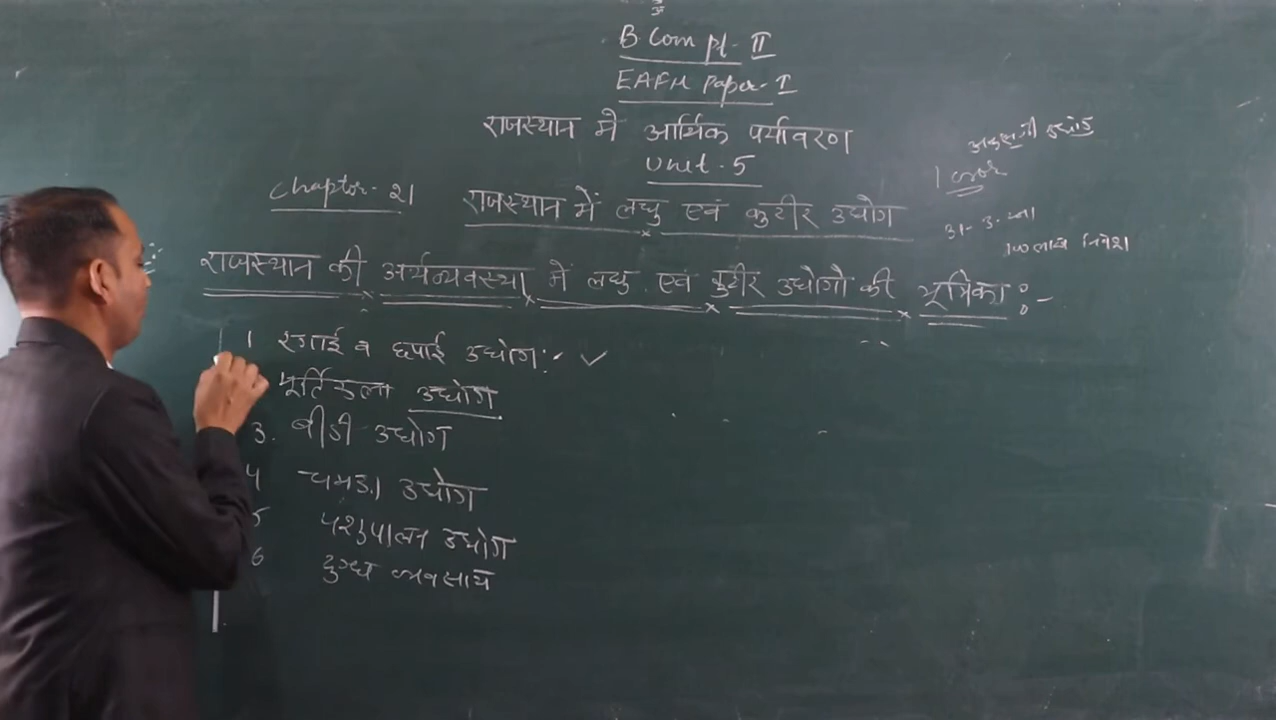 B.Com pt- II
EAFM Paper- I
राजस्थान में आर्थिक पर्यावरण
Unit-5
Chapter-21 राजस्थान में लघु एवं कुटीर उद्योग
राजस्थान की अर्थव्यवस्था में लघु एवं कुटीर उद्योगो की भूमिका :-
1 रंगाई व छपाई उद्योग:-
मूर्तिकला उद्योग
3. बीडी उद्योग
4 चमडा उद्योग
5 पशुपालन उद्योग
6 दुग्ध व्यवसाय
31-3-
100 लाख निवेश